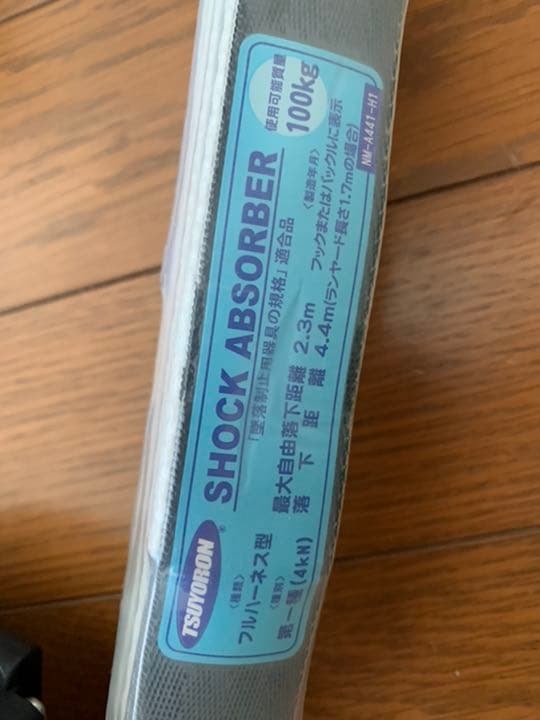 TSUYORON®
SHOCK ABSORBER
「墜落制止用器具の規格」適合品
使用可能質量
100kg
〈種類〉
フルハーネス型
〈種別〉
第一種(4kN)
最大自由落下距離 2.3m
落下距離 4.4m(ランヤード長さ1.7mの場合)
〈製造年月〉
フックまたはバックルに表示
NM-A441-H1